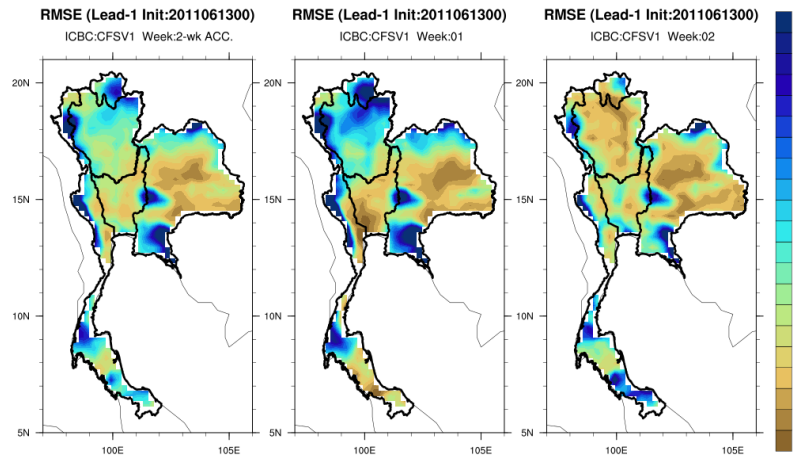 RMSE (Lead-1 Init:2011061300)
ICBC:CFSV1 Week:2-wk ACC.
20N
15N
10N
5N
100E
105E
RMSE (Lead-1 Init:2011061300)
ICBC:CFSV1 Week:01
20N
15N
10N
5N
100E
105E
RMSE (Lead-1 Init:2011061300)
ICBC:CFSV1 Week:02
20N
15N
10N
5N
100E
105E